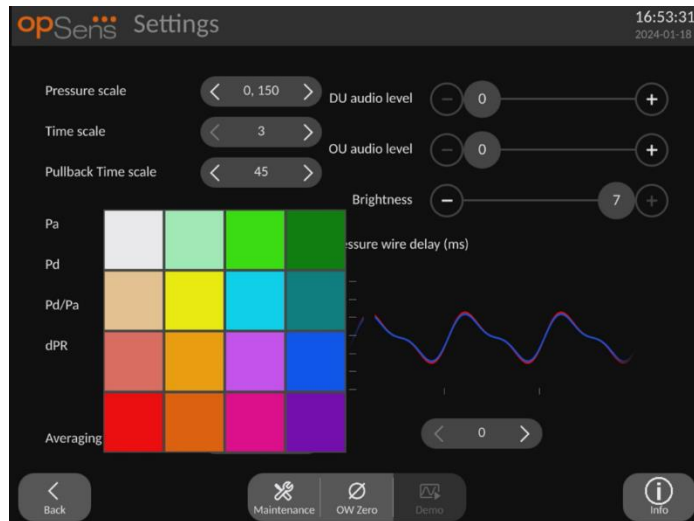 opSens Settings
16:53:31
2024-01-18
Pressure scale
0, 150
DU audio level
0
Time scale
3
OU audio level
0
Pullback Time scale
45
Brightness
7
Pa
essure wire delay (ms)
Pd
Pd/Pa
dPR
Averaging
0
Back
Maintenance
OW Zero
Demo
Info